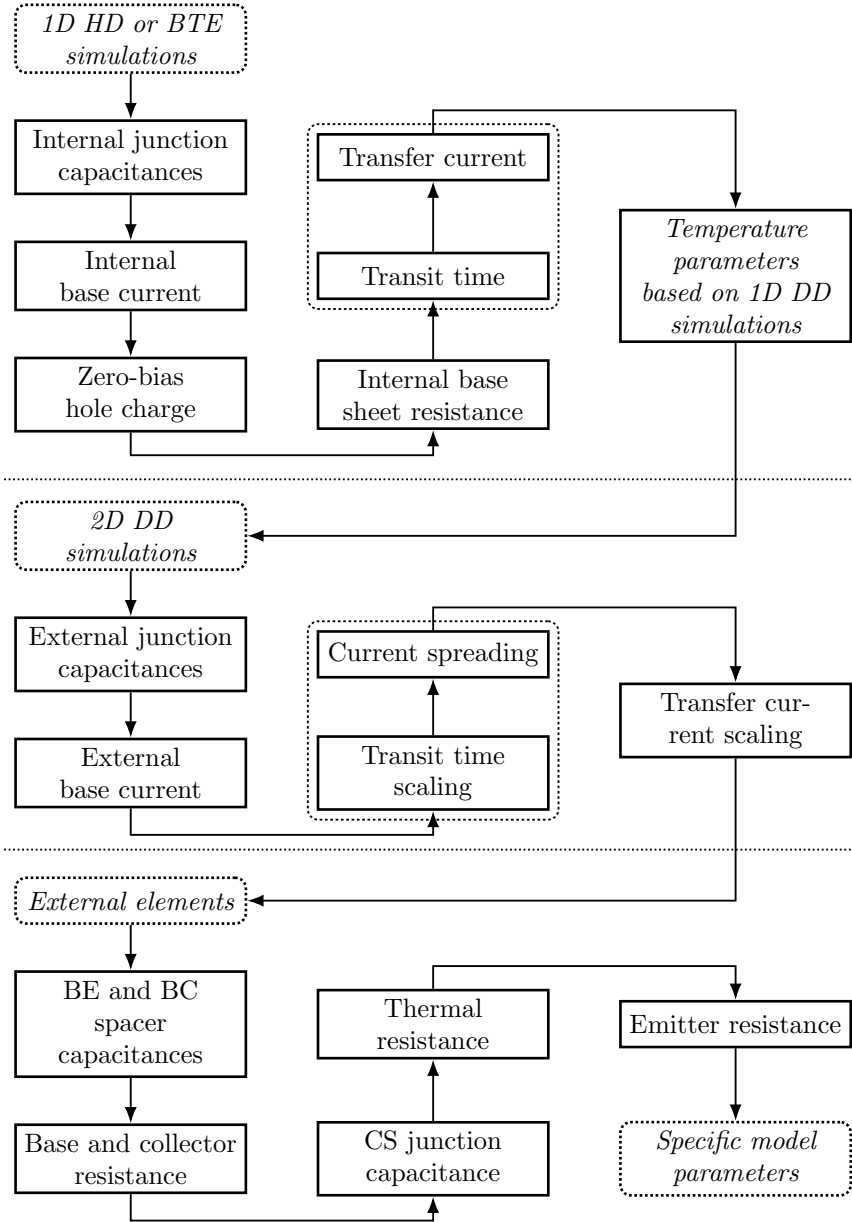 1D HD or BTE
simulations
Internal junction
capacitances
Internal
base current
Zero-bias
hole charge
Internal base
sheet resistance
Transit time
Transfer current
Temperature
parameters
based on 1D DD
simulations
2D DD
simulations
External junction
capacitances
External
base current
Transit time
scaling
Current spreading
Transfer cur-
rent scaling
External elements
BE and BC
spacer
capacitances
Base and collector
resistance
CS junction
capacitance
Thermal
resistance
Emitter resistance
Specific model
parameters